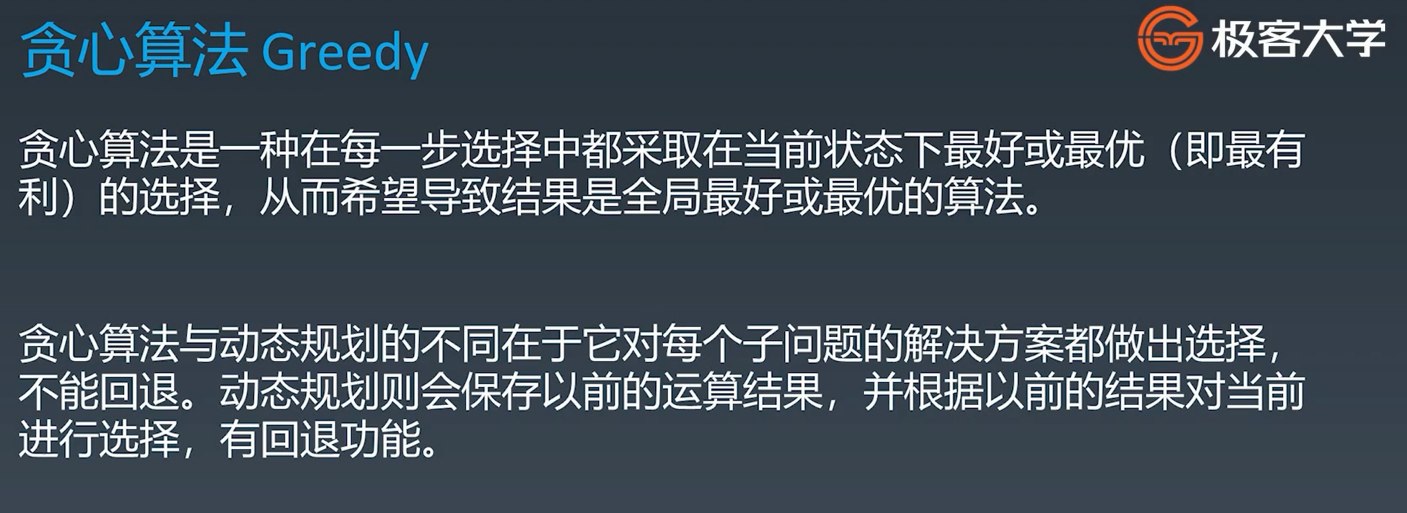 贪心算法 Greedy
极客大学
贪心算法是一种在每一步选择中都采取在当前状态下最好或最优（即最有
利）的选择，从而希望导致结果是全局最好或最优的算法。
贪心算法与动态规划的不同在于它对每个子问题的解决方案都做出选择，
不能回退。动态规划则会保存以前的运算结果，并根据以前的结果对当前
进行选择，有回退功能。